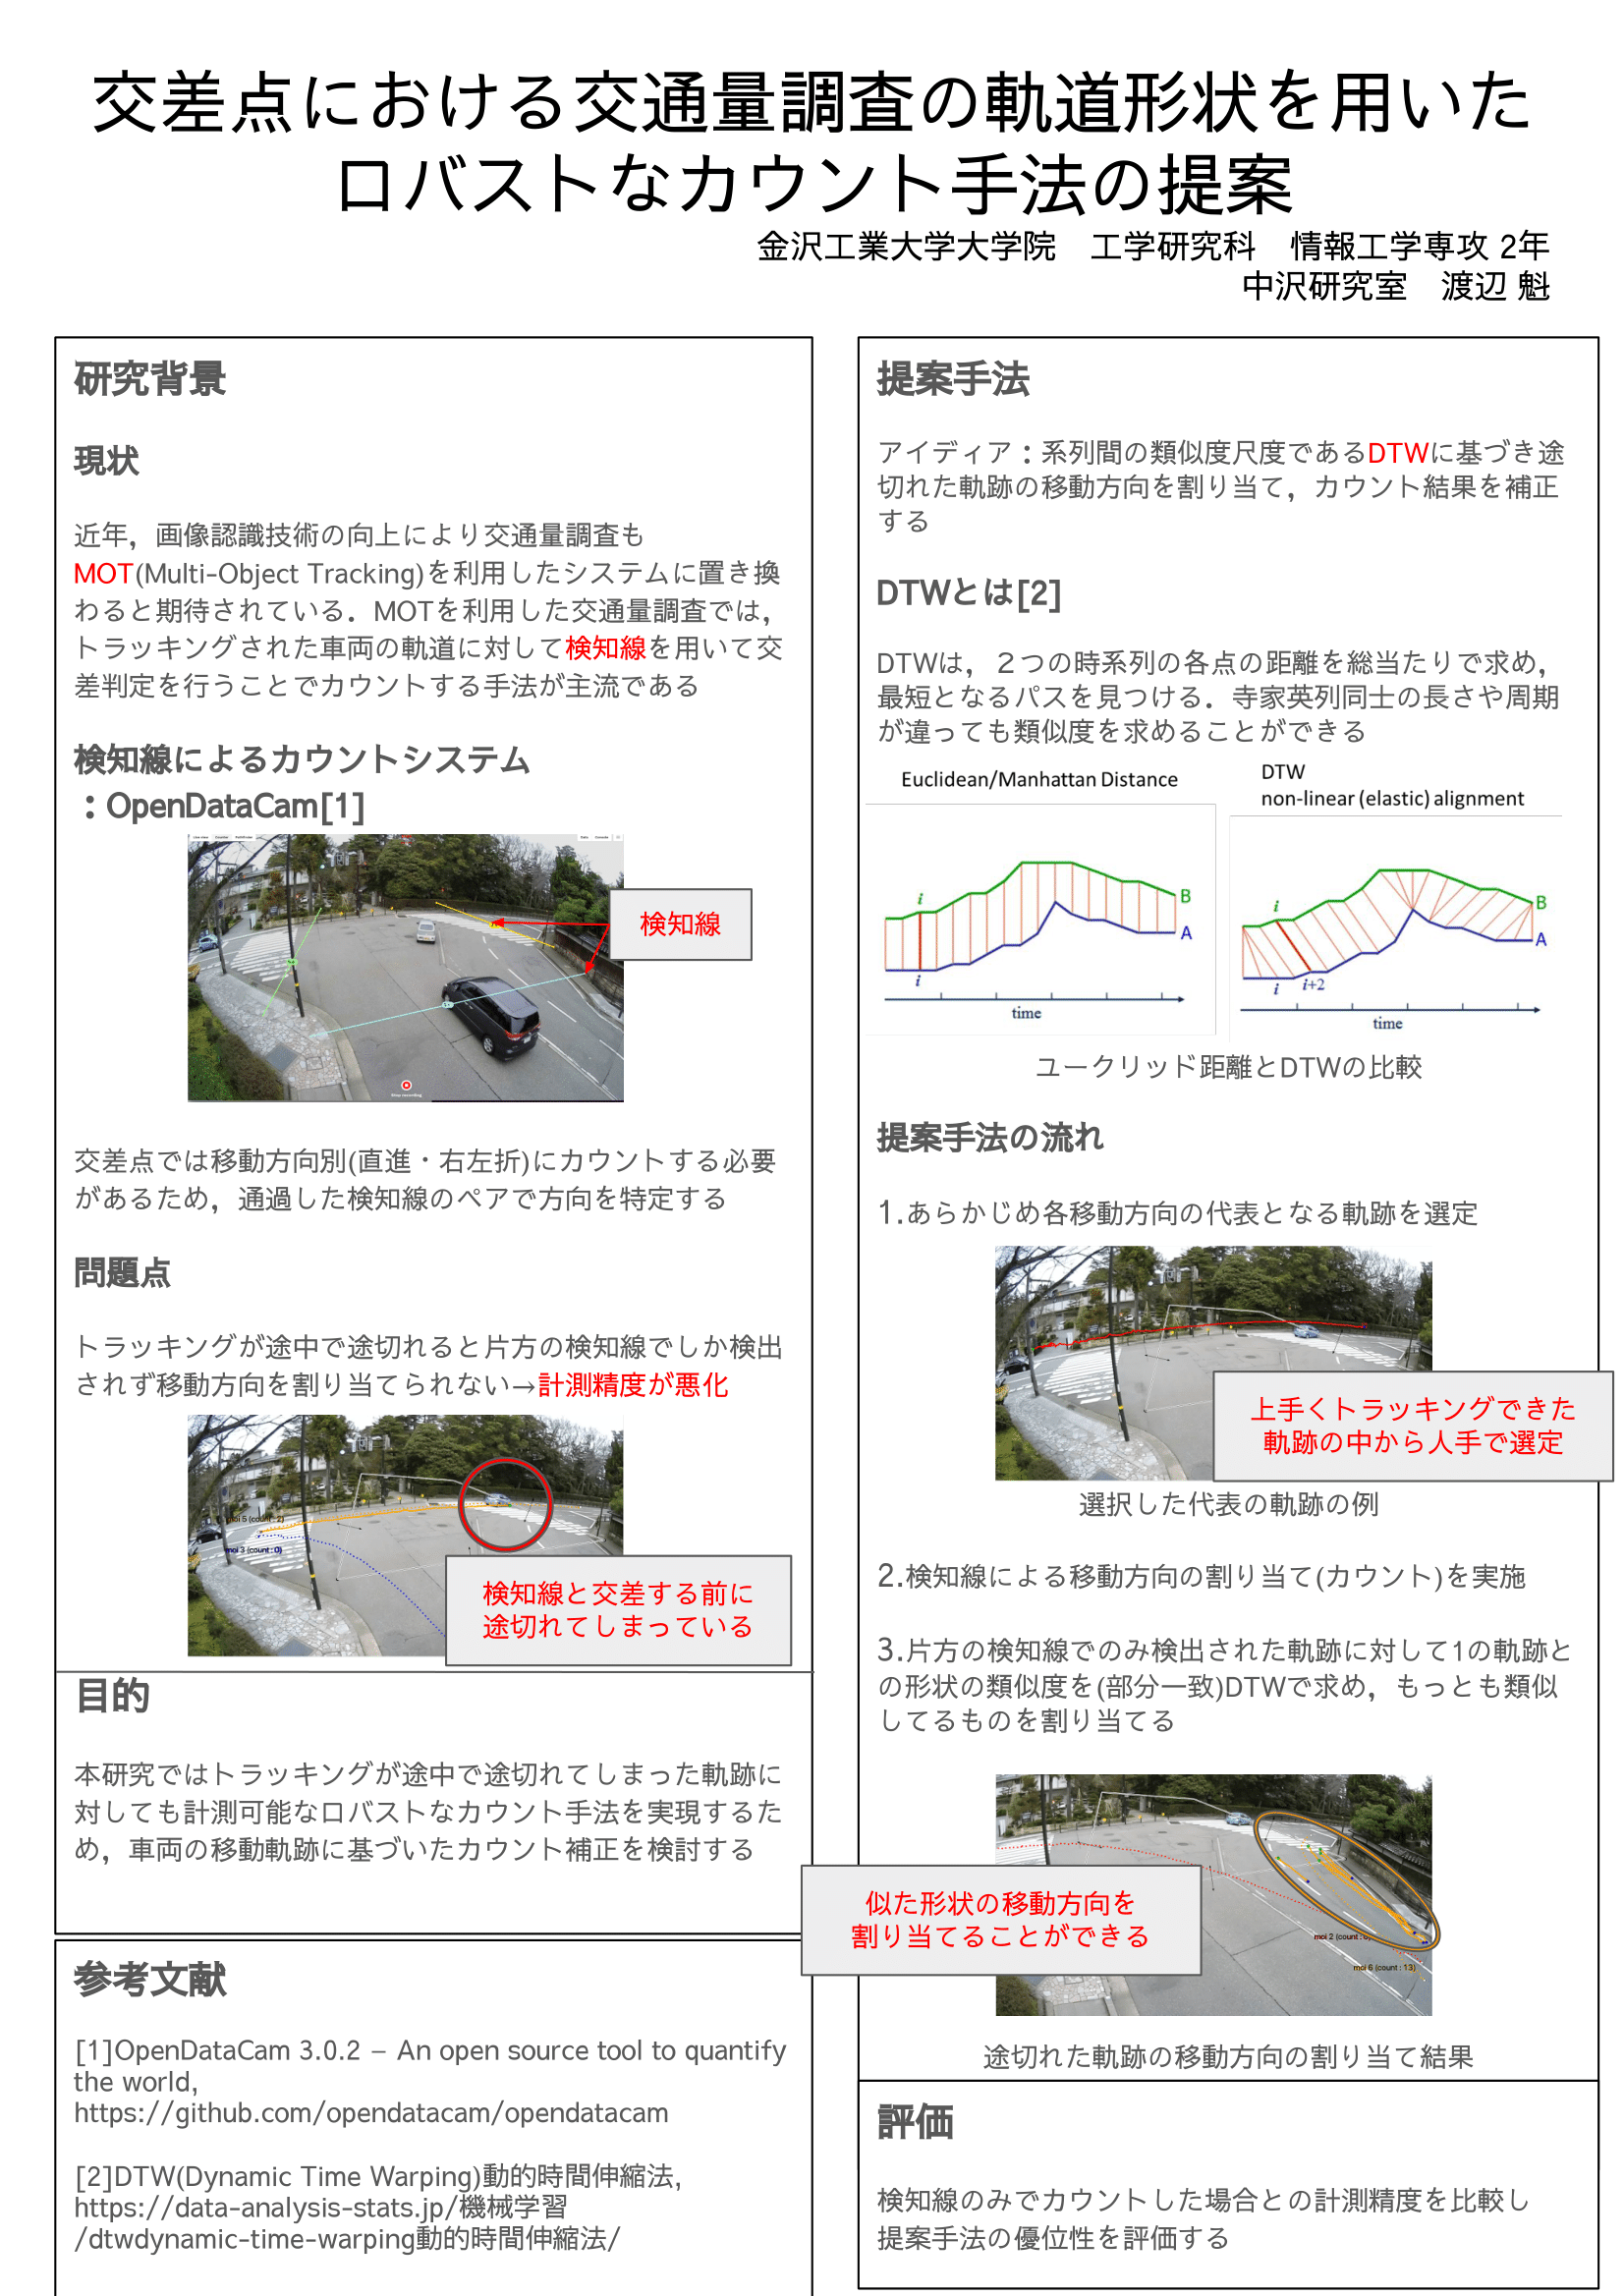 交差点における交通量調査の軌道形状を用いた
ロバストなカウント手法の提案
金沢工業大学大学院　工学研究科　情報工学専攻 2年
中沢研究室　渡辺 魁
研究背景
現状
近年，画像認識技術の向上により交通量調査も
MOT(Multi-Object Tracking)を利用したシステムに置き換
わると期待されている．MOTを利用した交通量調査では，
トラッキングされた車両の軌道に対して検知線を用いて交
差判定を行うことでカウントする手法が主流である
検知線によるカウントシステム
：OpenDataCam[1]
検知線
交差点では移動方向別(直進・右左折)にカウントする必要
があるため，通過した検知線のペアで方向を特定する
問題点
トラッキングが途中で途切れると片方の検知線でしか検出
されず移動方向を割り当てられない→計測精度が悪化
moi 5 (count : 2)
moi 3 (count : 0)
検知線と交差する前に
途切れてしまっている
目的
本研究ではトラッキングが途中で途切れてしまった軌跡に
対しても計測可能なロバストなカウント手法を実現するた
め，車両の移動軌跡に基づいたカウント補正を検討する
参考文献
[1]OpenDataCam 3.0.2 – An open source tool to quantify
the world,
https://github.com/opendatacam/opendatacam
[2]DTW(Dynamic Time Warping)動的時間伸縮法,
https://data-analysis-stats.jp/機械学習
/dtwdynamic-time-warping動的時間伸縮法/
提案手法
アイディア：系列間の類似度尺度であるDTWに基づき途
切れた軌跡の移動方向を割り当て，カウント結果を補正
する
DTWとは[2]
DTWは，２つの時系列の各点の距離を総当たりで求め，
最短となるパスを見つける．寺家英列同士の長さや周期
が違っても類似度を求めることができる
Euclidean/Manhattan Distance
i
B
A
i
time
DTW
non-linear (elastic) alignment
i
B
A
i
i+2
time
ユークリッド距離とDTWの比較
提案手法の流れ
1.あらかじめ各移動方向の代表となる軌跡を選定
上手くトラッキングできた
軌跡の中から人手で選定
選択した代表の軌跡の例
2.検知線による移動方向の割り当て(カウント)を実施
3.片方の検知線でのみ検出された軌跡に対して1の軌跡と
の形状の類似度を(部分一致)DTWで求め，もっとも類似
してるものを割り当てる
似た形状の移動方向を
割り当てることができる
moi 2 (count :
moi 6 (count : 13)
途切れた軌跡の移動方向の割り当て結果
評価
検知線のみでカウントした場合との計測精度を比較し
提案手法の優位性を評価する